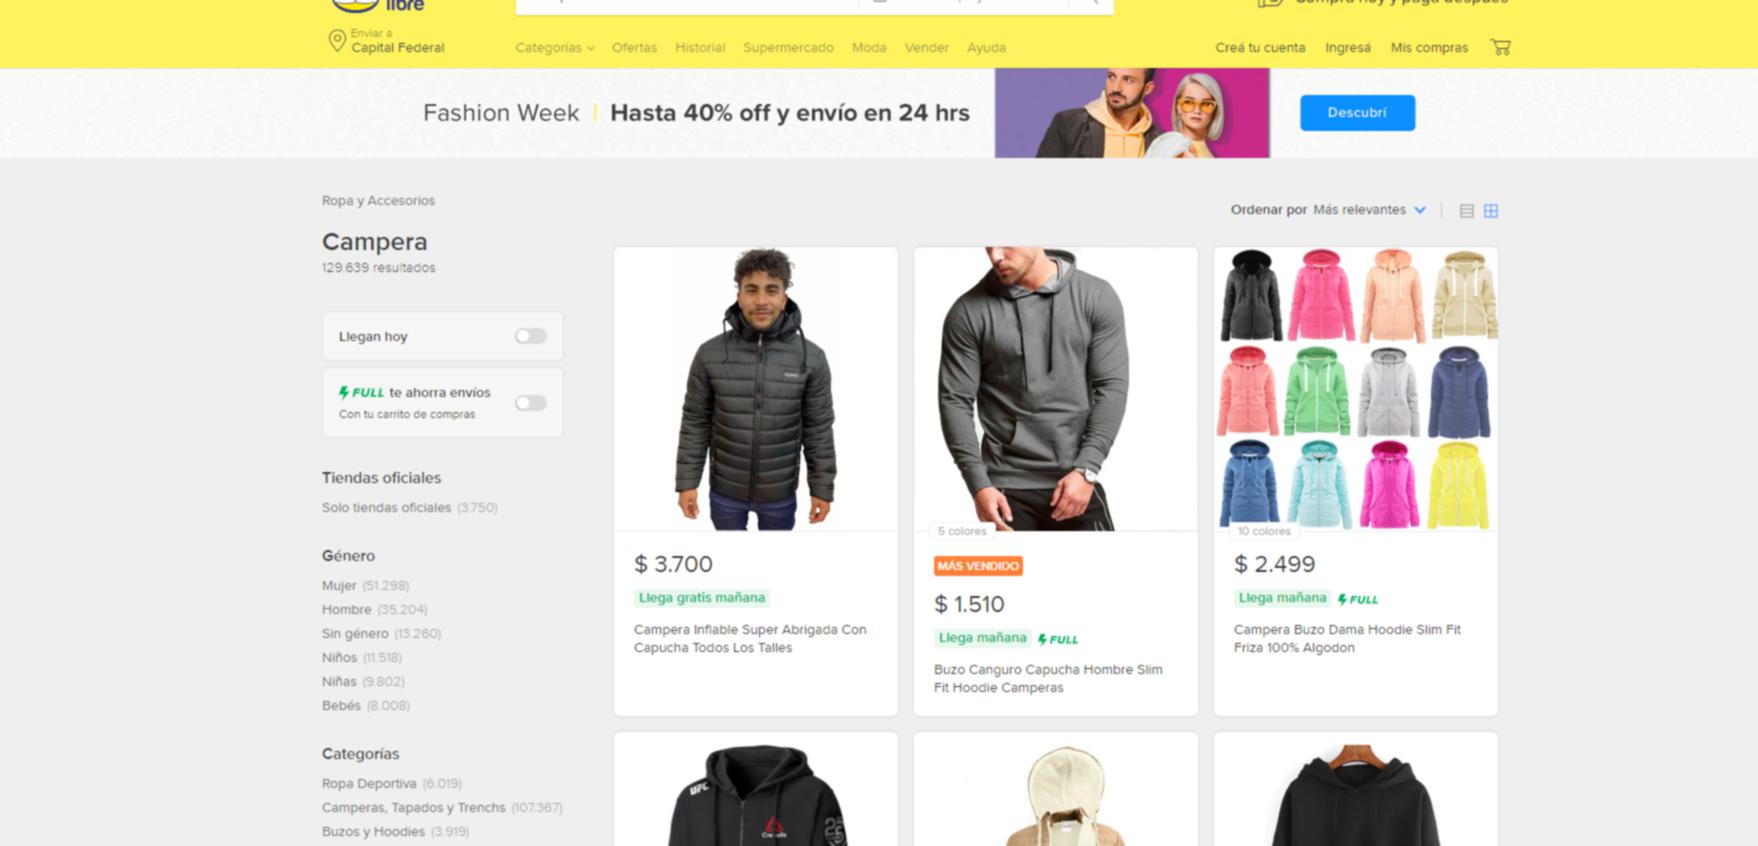 libre
Compra hoy y paga después
Enviar a
Capital Federal
Categorías
Ofertas
Historial
Supermercado
Moda
Vender
Ayuda
Creá tu cuenta
Ingresá
Mis compras
Fashion Week | Hasta 40% off y envío en 24 hrs
Descubrí
Ropa y Accesorios
Campera
129.639 resultados
Ordenar por Más relevantes
Llegan hoy
FULL te ahorra envíos
Con tu carrito de compras
Tiendas oficiales
Solo tiendas oficiales (3.750)
Género
Mujer (51.298)
Hombre (35.204)
Sin género (13.260)
Niños (11.518)
Niñas (9.802)
Bebés (8.008)
Categorías
Ropa Deportiva (6.019)
Camperas, Tapados y Trenchs (107.367)
Buzos y Hoodies (3.919)
$ 3.700
Llega gratis mañana
Campera Inflable Super Abrigada Con
Capucha Todos Los Talles
5 colores
MÁS VENDIDO
$ 1.510
Llega mañana FULL
Buzo Canguro Capucha Hombre Slim
Fit Hoodie Camperas
10 colores
$ 2.499
Llega mañana FULL
Campera Buzo Dama Hoodie Slim Fit
Friza 100% Algodon
UFC